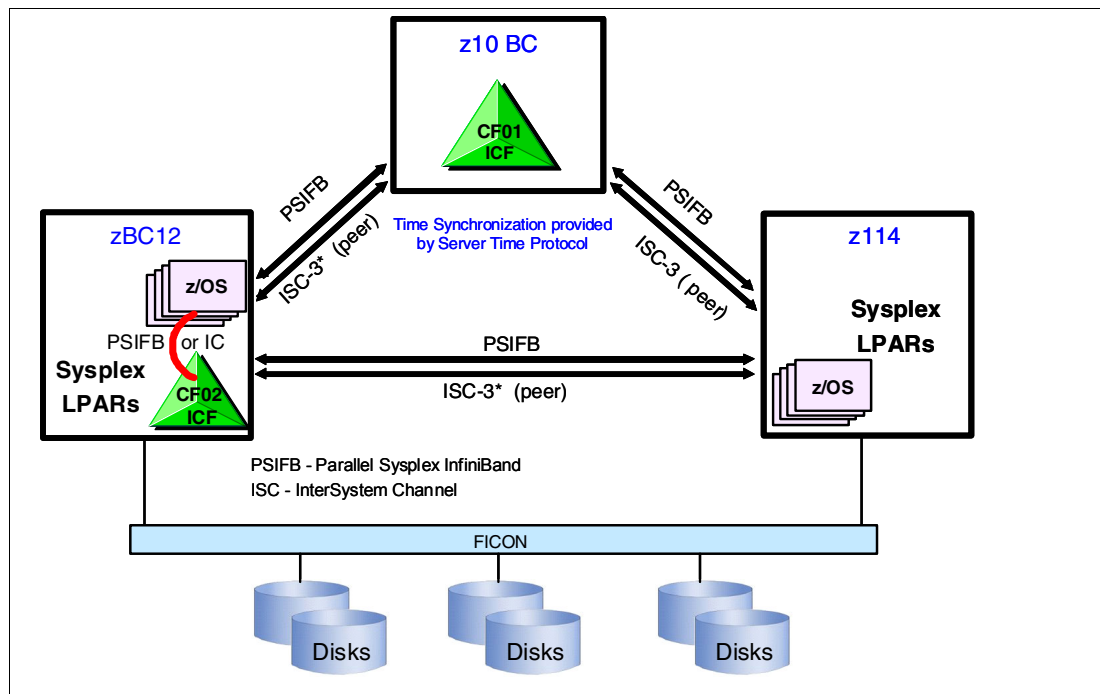 z10 BC
CF01
ICF
PSIFB
ISC-3* (peer)
Time Synchronization provided
by Server Time Protocol
PSIFB
ISC-3 (peer)
zBC12
z/OS
PSIFB or IC
Sysplex
LPARs
CF02
ICF
PSIFB
ISC-3* (peer)
z114
Sysplex
LPARs
z/OS
PSIFB - Parallel Sysplex InfiniBand
ISC - InterSystem Channel
FICON
Disks
Disks
Disks